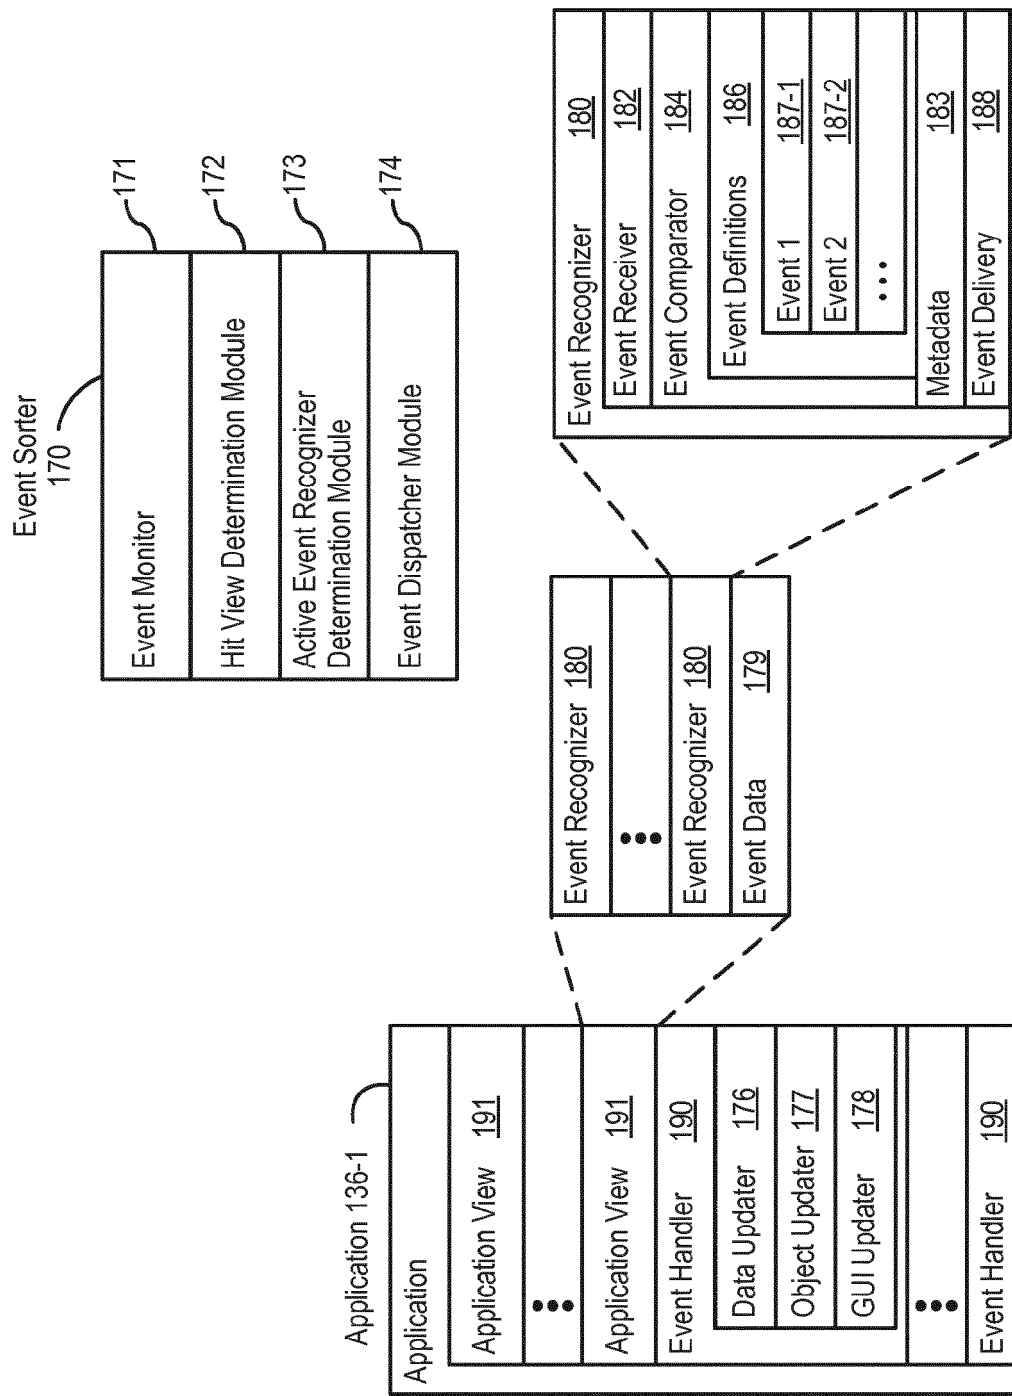 Event Sorter
170
Event Monitor
171
Hit View Determination Module
172
Active Event Recognizer
Determination Module
173
Event Dispatcher Module
174
Application 136-1
Application
Application View 191
Application View 191
Event Handler 190
Data Updater 176
Object Updater 177
GUI Updater 178
Event Handler 190
Event Recognizer 180
Event Recognizer 180
Event Data 179
Event Recognizer 180
Event Receiver 182
Event Comparator 184
Event Definitions 186
Event 1 187-1
Event 2 187-2
Metadata 183
Event Delivery 188